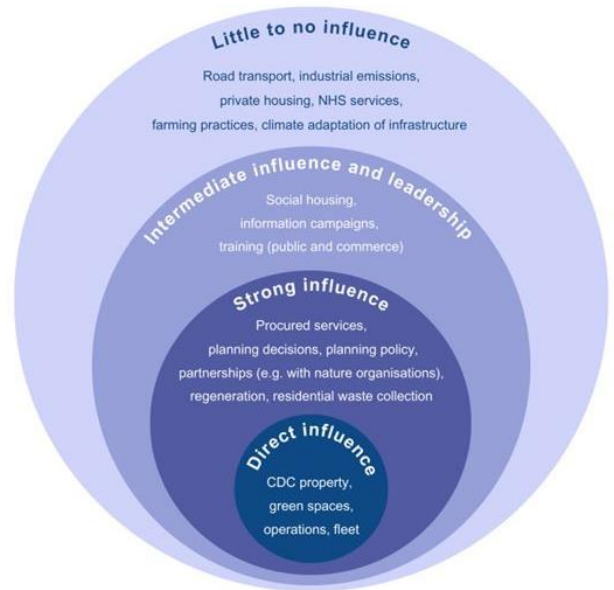 Little to no influence
Road transport, industrial emissions,
private housing, NHS services,
farming practices, climate adaptation of infrastructure
Intermediate influence and leadership
Social housing,
information campaigns,
training (public and commerce)
Strong influence
Procured services,
planning decisions, planning policy,
partnerships (e.g. with nature organisations),
regeneration, residential waste collection
Direct influence
CDC property,
green spaces,
operations, fleet